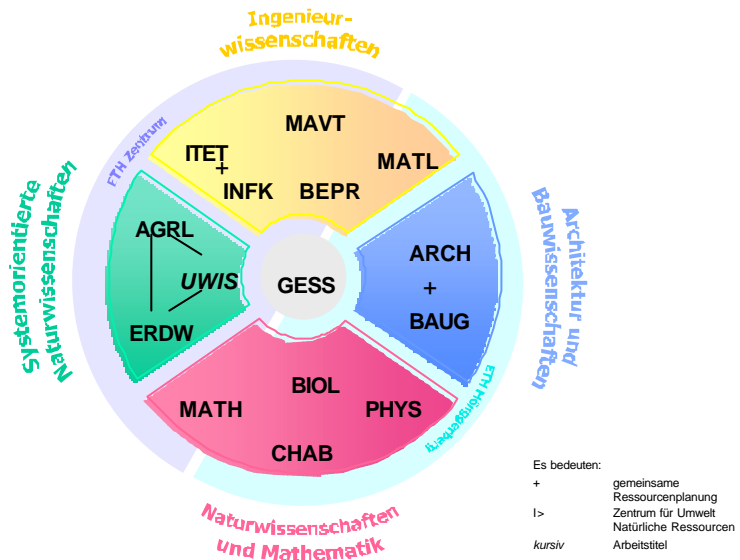 Ingenieur-
wissenschaften
ETH Zentrum
MAVT
ITET
+
MATL
INFK
BEPR
Systemorientierte
Naturwissenschaften
AGRL
UWIS
ERDW
GESS
ARCH
+
BAUG
Architektur und
Bauwissenschaften
ETH Hönggerberg
BIOL
MATH
PHYS
CHAB
Naturwissenschaften
und Mathematik
Es bedeuten:
+ gemeinsame
Ressourcenplanung
I> Zentrum für Umwelt
Natürliche Ressourcen
kursiv Arbeitstitel